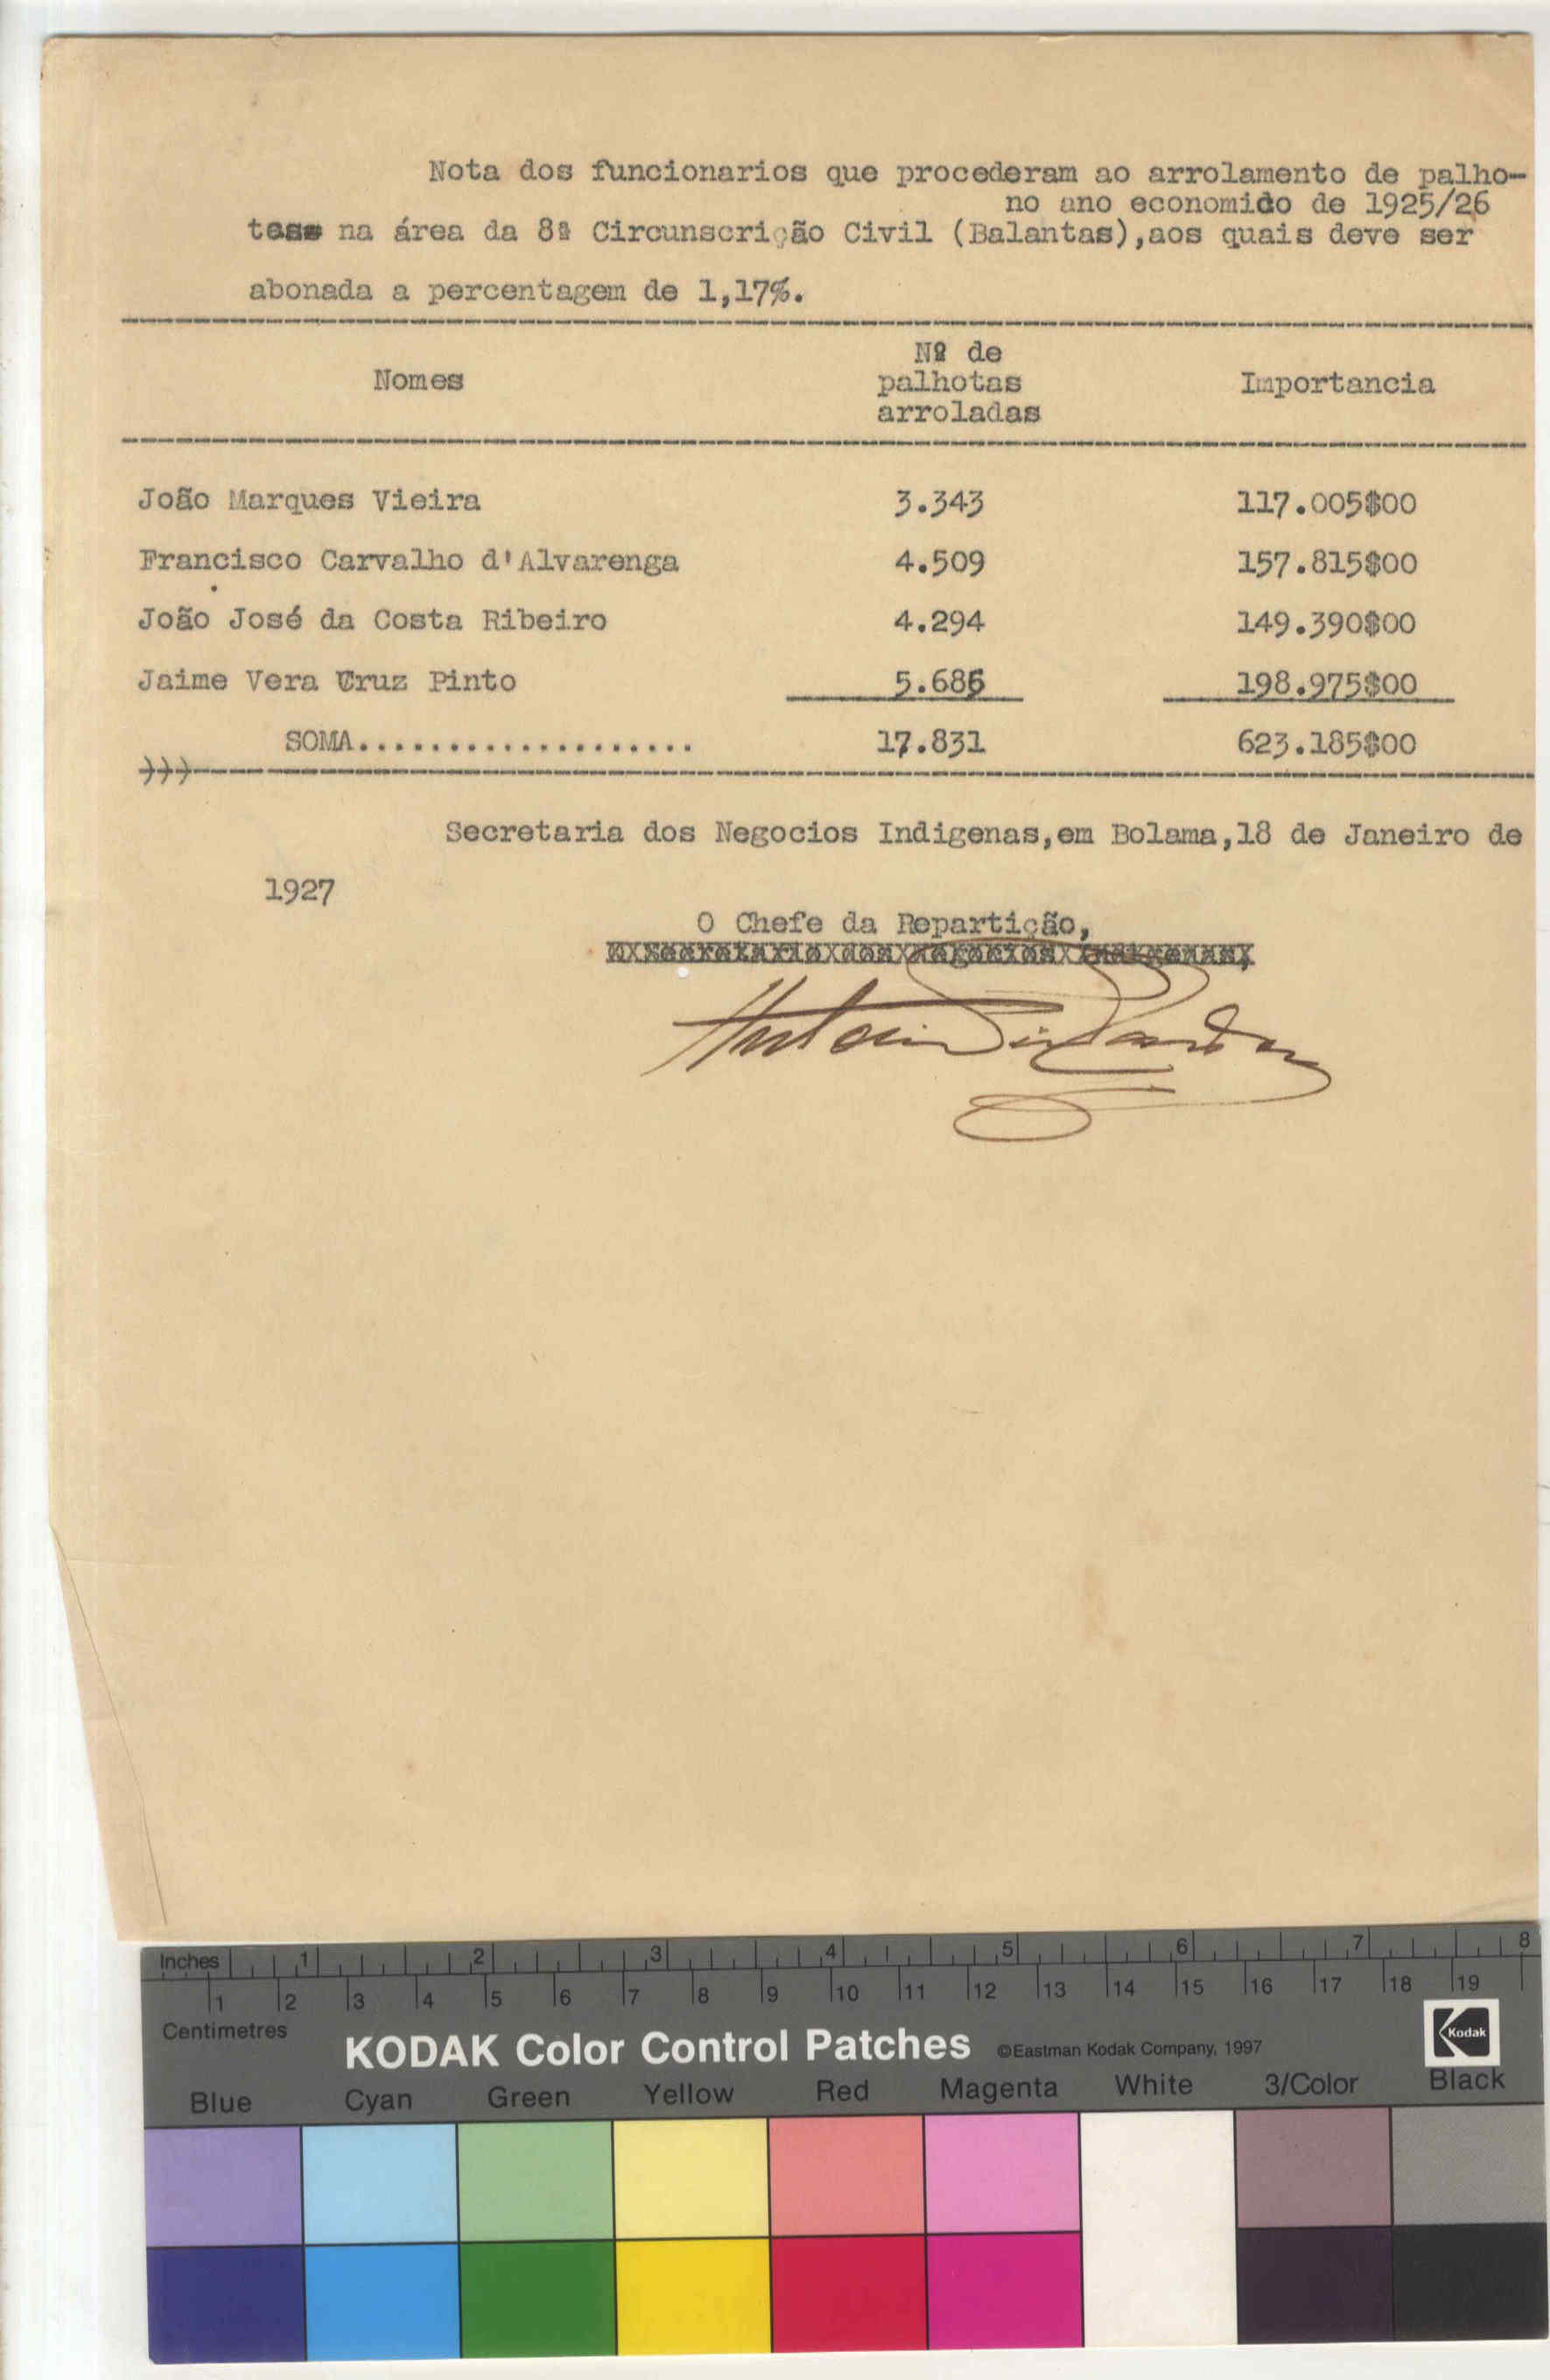 Nota dos funcionarios que procederam ao arrolamento de palho-
no ano economido de 1925/26
na área da 8ª Circunscrição Civil (Balantas),aos quais deve ser
abonada a percentagem de 1,17%.
Nomes Nº de palhotas arroladas Importancia
João Marques Vieira 3.343 117.005$00
Francisco Carvalho d'Alvarenga 4.509 157.815$00
João José da Costa Ribeiro 4.294 149.390$00
Jaime Vera Cruz Pinto 5.685 198.975$00
SOMA................... 17.831 623.185$00
Secretaria dos Negocios Indigenas,em Bolama,18 de Janeiro de
1927
O Chefe da Repartição,
Inches 1 2 3 4 5 6 7 8
1 2 3 4 5 6 7 8 9 10 11 12 13 14 15 16 17 18 19
Centimetres
KODAK Color Control Patches ©Eastman Kodak Company, 1997 Kodak
Blue Cyan Green Yellow Red Magenta White 3/Color Black